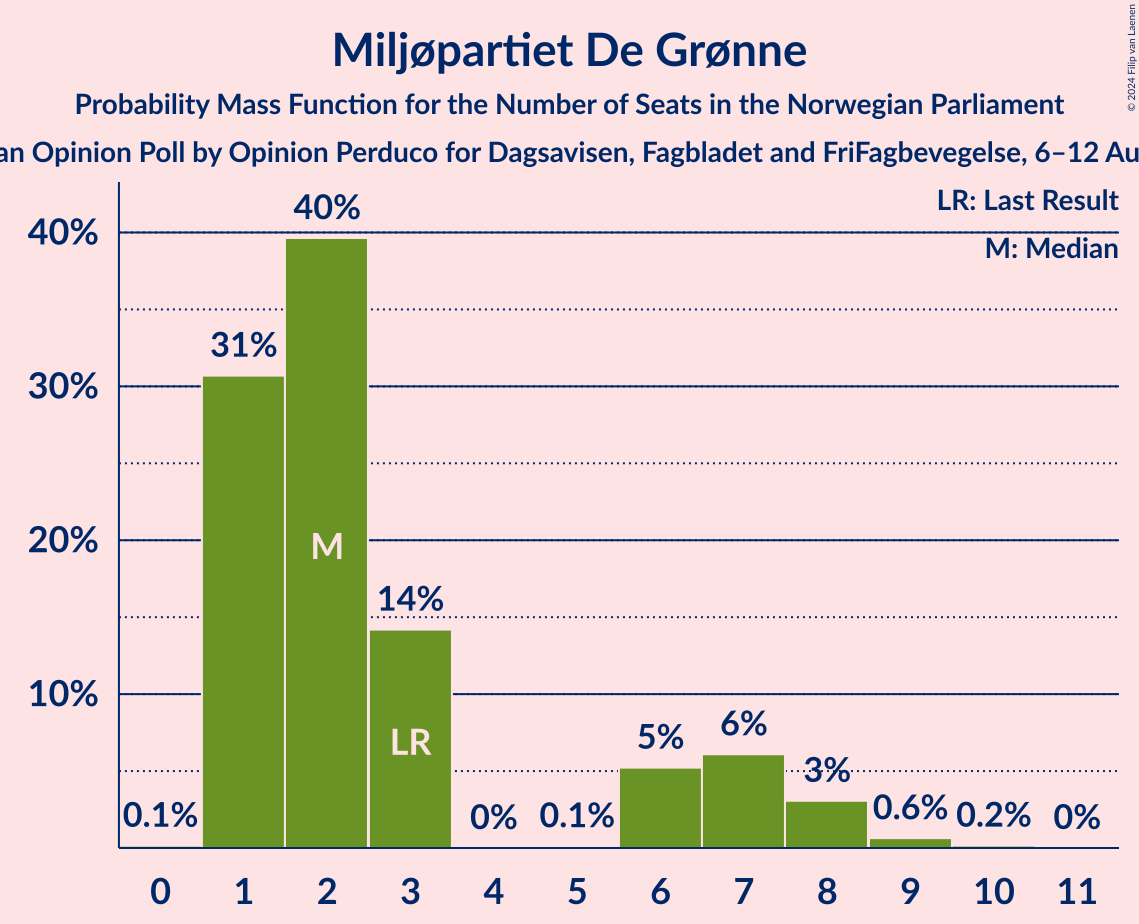 Miljøpartiet De Grønne
Probability Mass Function for the Number of Seats in the Norwegian Parliament
an Opinion Poll by Opinion Perduco for Dagsavisen, Fagbladet and FriFagbevegelse, 6–12 Au
© 2024 Filip van Laenen
LR: Last Result
M: Median
40%
30%
20%
10%
0.1%
31%
40%
14%
0%
0.1%
5%
6%
3%
0.6%
0.2%
0%
M
LR
0 1 2 3 4 5 6 7 8 9 10 11